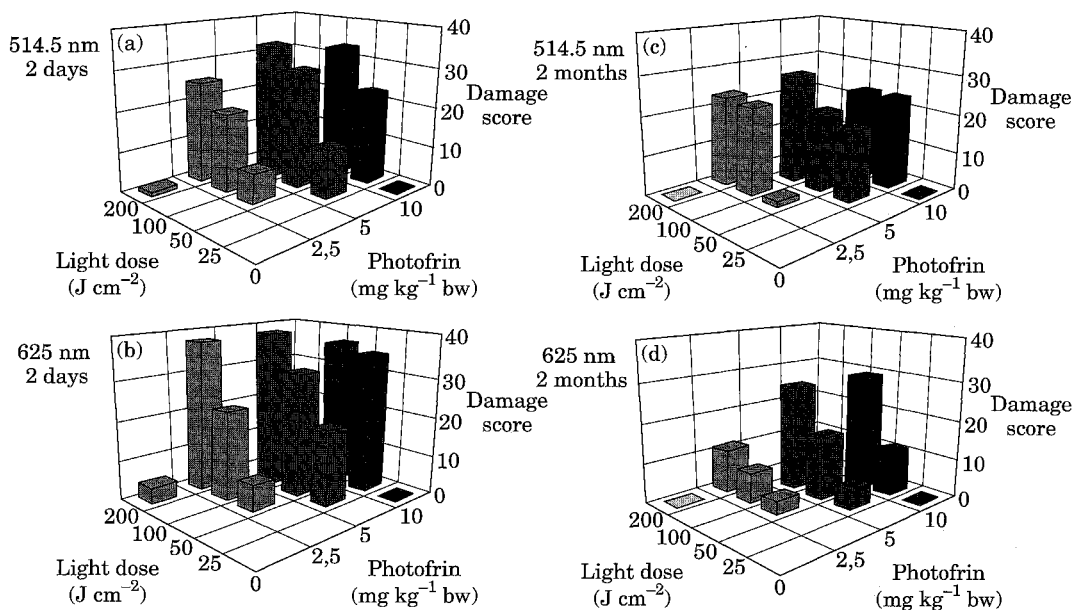 514.5 nm
2 days
(a)
40
30
20
10
0
Damage
score
200
100
50
25
0
Light dose
(J cm⁻²)
2,5
5
10
Photofrin
(mg kg⁻¹ bw)
514.5 nm
2 months
(c)
40
30
20
10
0
Damage
score
200
100
50
25
0
Light dose
(J cm⁻²)
2,5
5
10
Photofrin
(mg kg⁻¹ bw)
625 nm
2 days
(b)
40
30
20
10
0
Damage
score
200
100
50
25
0
Light dose
(J cm⁻²)
2,5
5
10
Photofrin
(mg kg⁻¹ bw)
625 nm
2 months
(d)
40
30
20
10
0
Damage
score
200
100
50
25
0
Light dose
(J cm⁻²)
2,5
5
10
Photofrin
(mg kg⁻¹ bw)